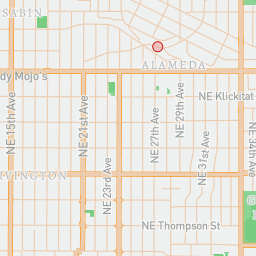 SABIN
ALAMEDA
dy Mojo's
NE Klickitat
NE 15th Ave
NE 21st Ave
NE 23rd Ave
NE 27th Ave
NE 29th Ave
NE 31st Ave
NE 34th Ave
RVINGTON
NE Thompson St